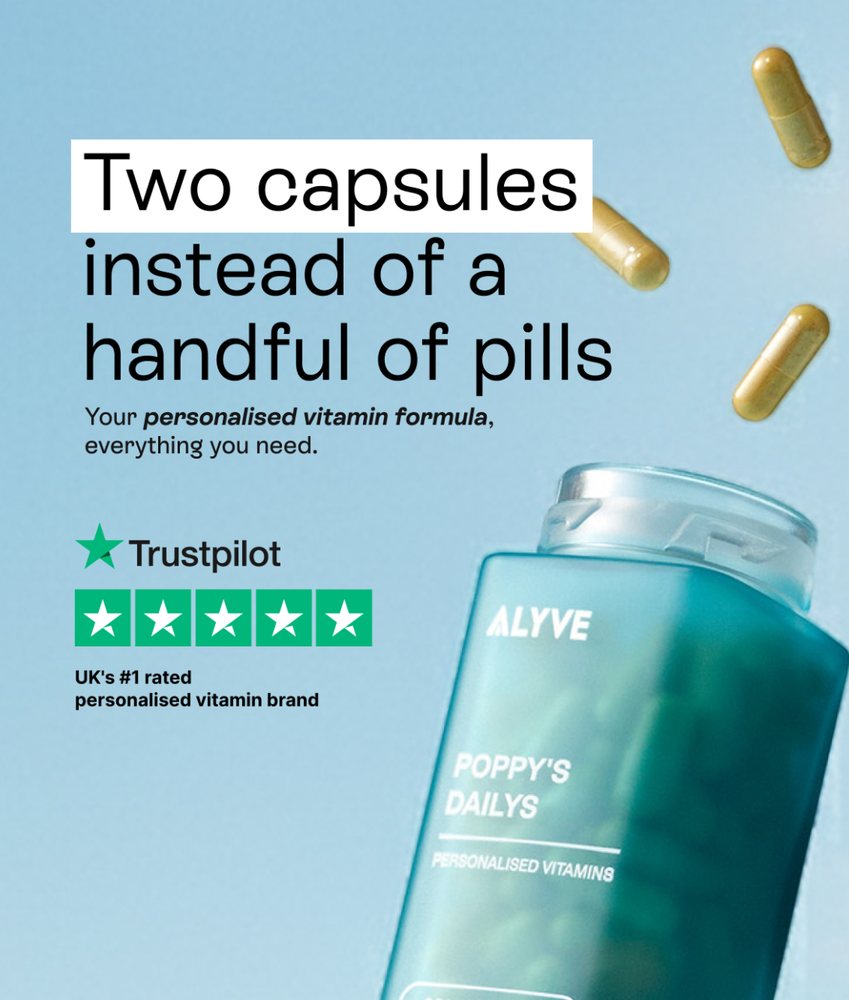 Two capsules
instead of a
handful of pills
Your personalised vitamin formula,
everything you need.
Trustpilot
UK's #1 rated
personalised vitamin brand
ALYVE
POPPY'S
DAILYS
PERSONALISED VITAMINS